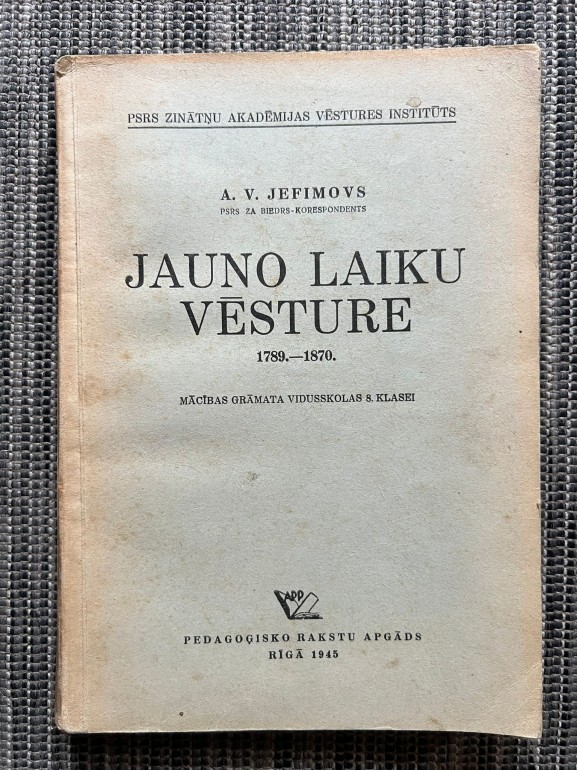 PSRS ZINĀTŅU AKADĒMIJAS VĒSTURES INSTITŪTS
A. V. JEFIMOVS
PSRS ZA BIEDRS-KORESPONDENTS
JAUNO LAIKU
VĒSTURE
1789.—1870.
MĀCĪBAS GRĀMATA VIDUSSKOLAS 8. KLASEI
APP
PEDAGOĢISKO RAKSTU APGĀDS
RĪGĀ 1945